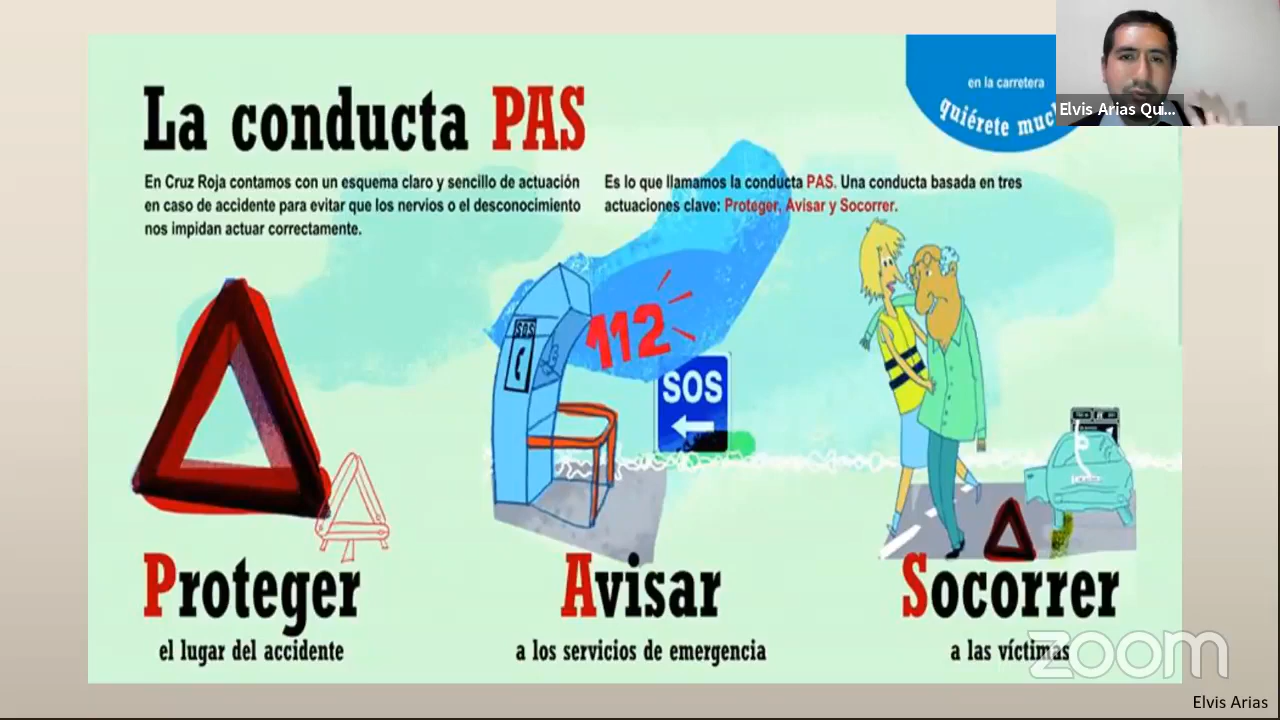 en la carretera
quiérete muc
Elvis Arias Qui...
La conducta PAS
En Cruz Roja contamos con un esquema claro y sencillo de actuación
en caso de accidente para evitar que los nervios o el desconocimiento
nos impidan actuar correctamente.
Es lo que llamamos la conducta PAS. Una conducta basada en tres
actuaciones clave: Proteger, Avisar y Socorrer.
SOS
112
SOS
Proteger
el lugar del accidente
Avisar
a los servicios de emergencia
Socorrer
a las víctimas
zoom
Elvis Arias